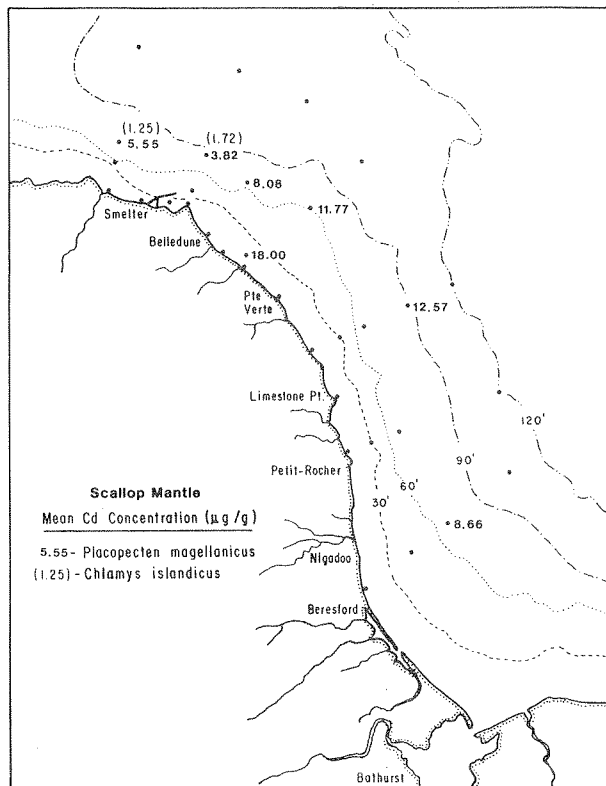 (1.25)
5.55
(1.72)
3.82
8.08
11.77
Smelter
Belledune
18.00
Pte
Verte
12.57
Limestone Pt.
120'
90'
Petit-Rocher
60'
30'
8.66
Scallop Mantle
Mean Cd Concentration (µg/g)
5.55- Placopecten magellanicus
(1.25) - Chlamys islandicus
Nigadoo
Beresford
Bathurst